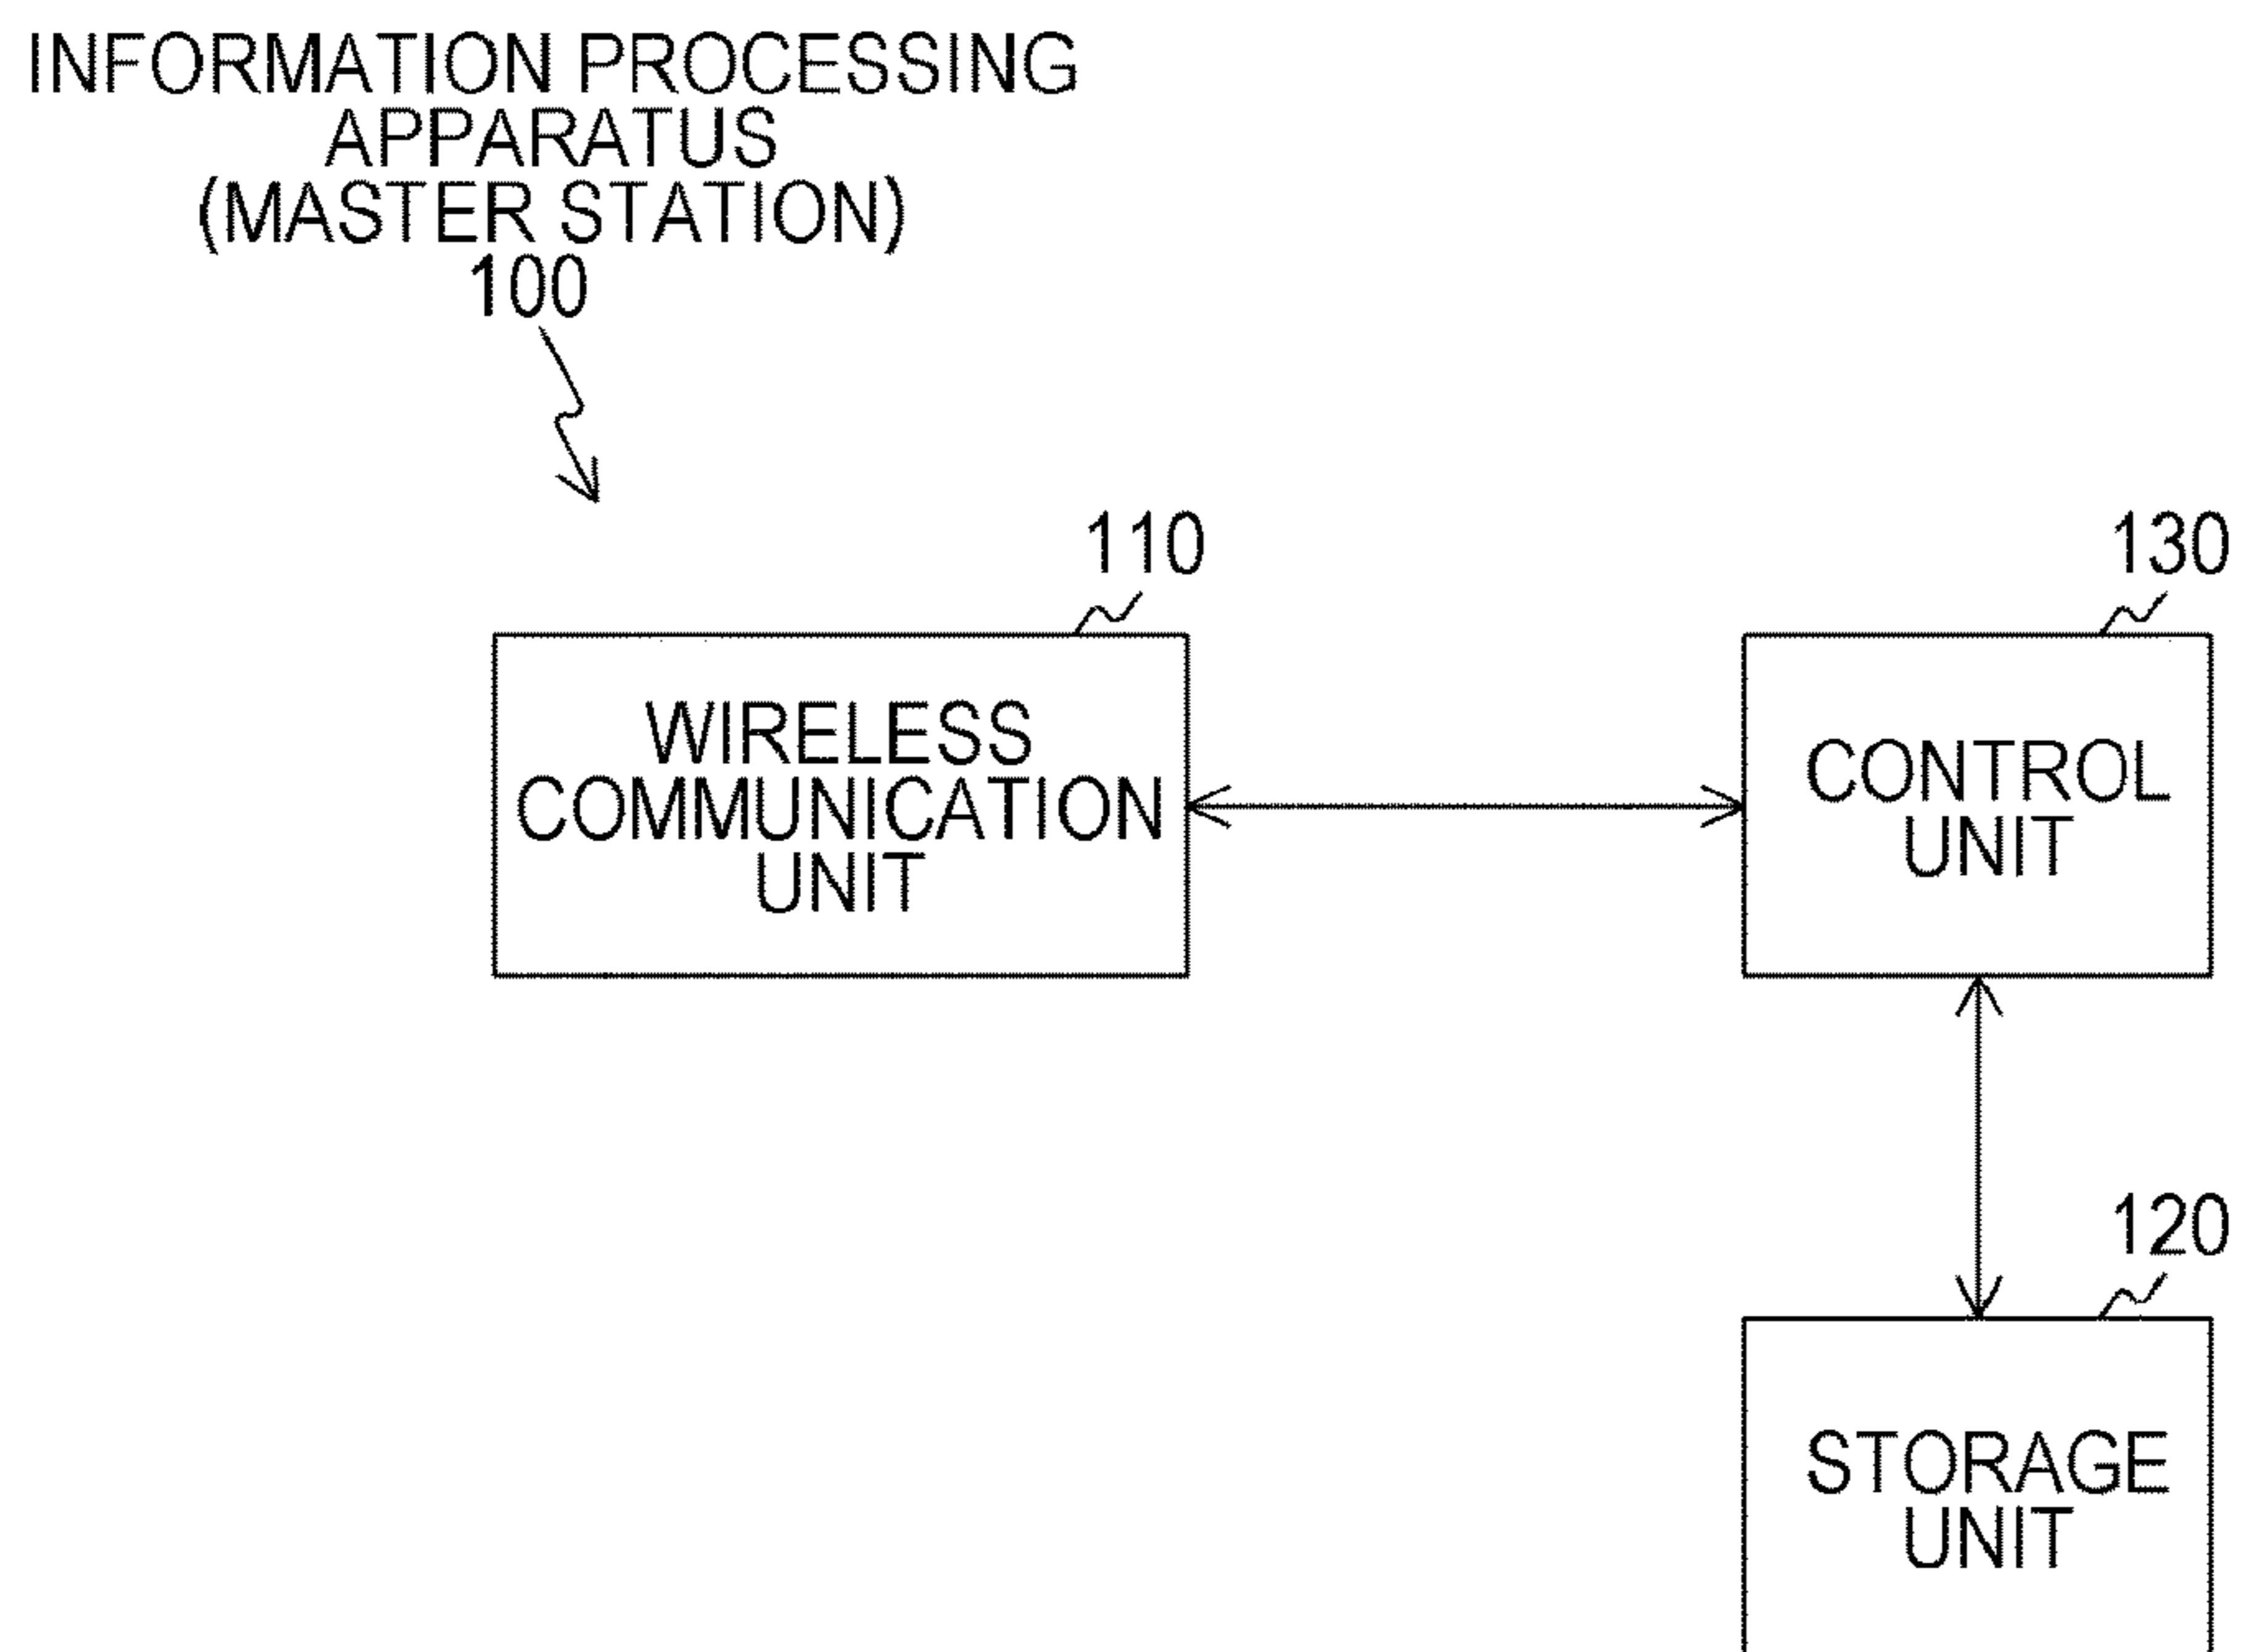 INFORMATION PROCESSING
APPARATUS
(MASTER STATION)
100
110
130
WIRELESS
COMMUNICATION
UNIT
CONTROL
UNIT
120
STORAGE
UNIT